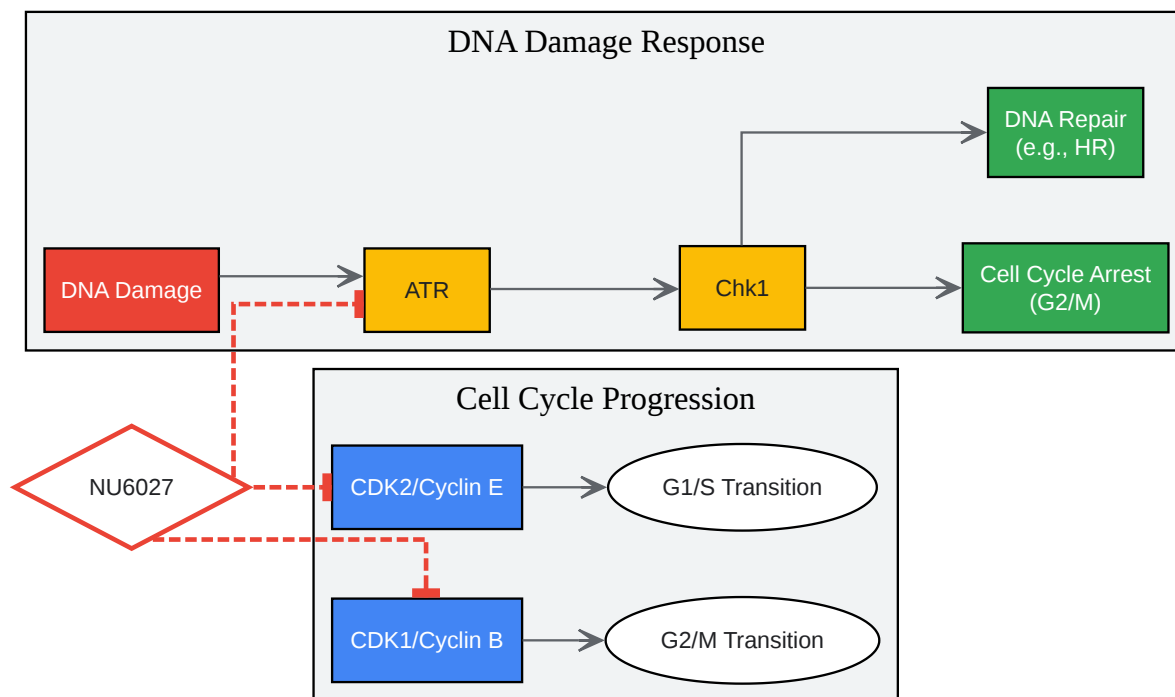 DNA Damage Response
DNA Repair
(e.g., HR)
DNA Damage
ATR
Chk1
Cell Cycle Arrest
(G2/M)
Cell Cycle Progression
NU6027
CDK2/Cyclin E
G1/S Transition
CDK1/Cyclin B
G2/M Transition